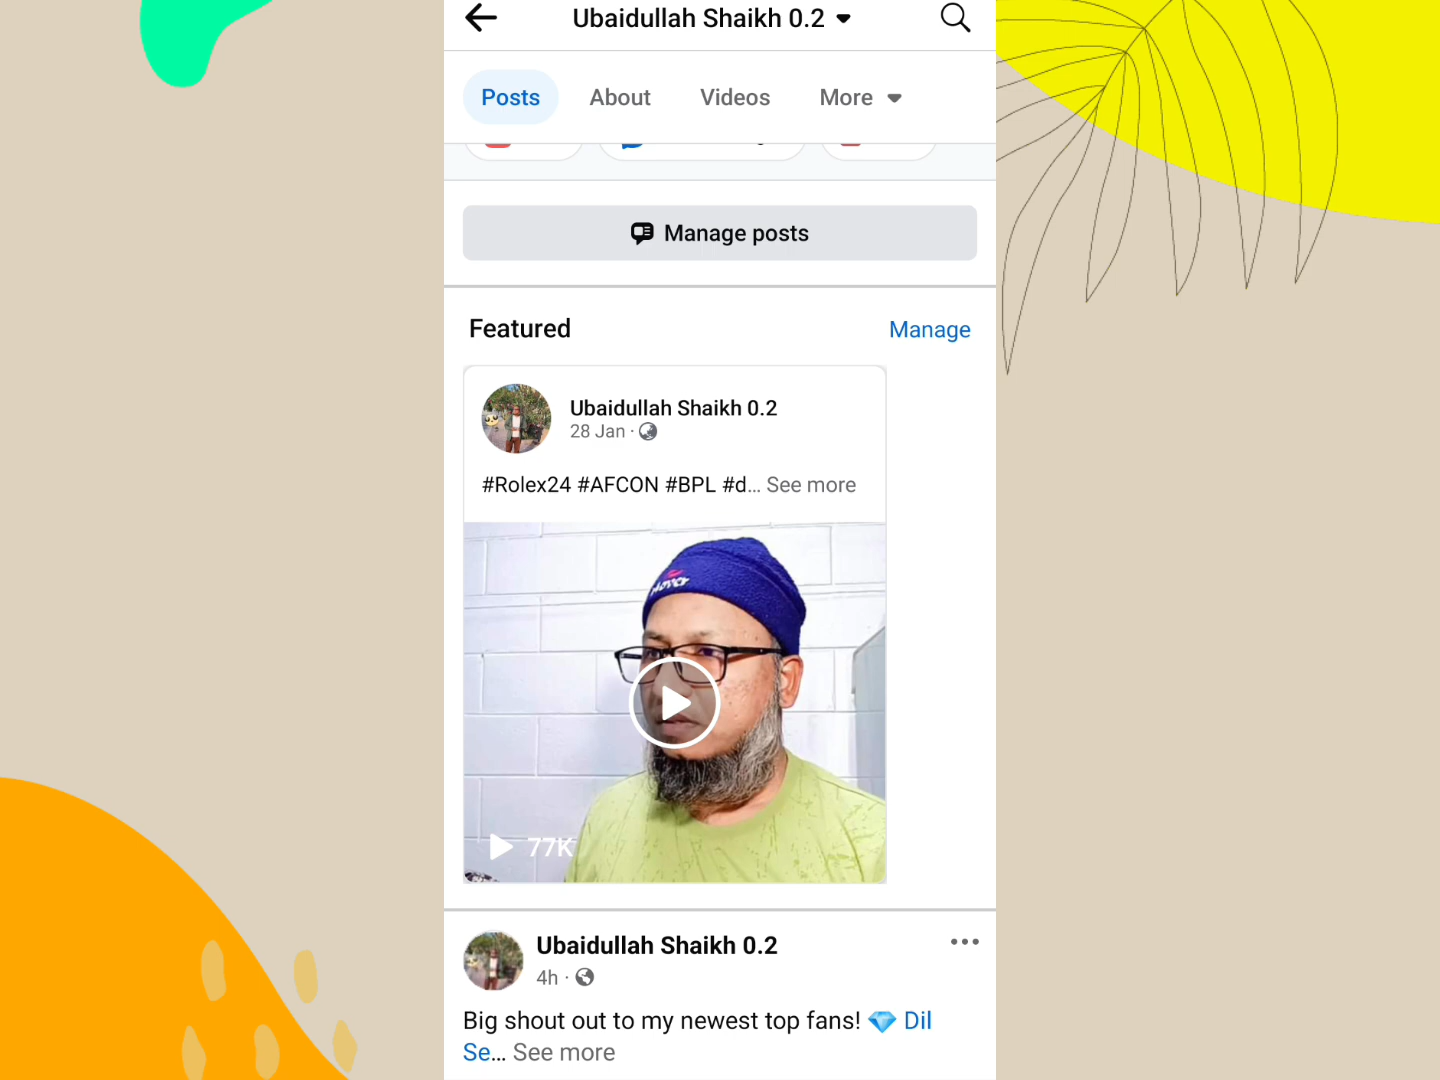 Ubaidullah Shaikh 0.2
Posts About Videos More
Manage posts
Featured Manage
Ubaidullah Shaikh 0.2
28 Jan ·
#Rolex24 #AFCON #BPL #d... See more
77K
Ubaidullah Shaikh 0.2
4h ·
Big shout out to my newest top fans! 💎 Dil
Se... See more